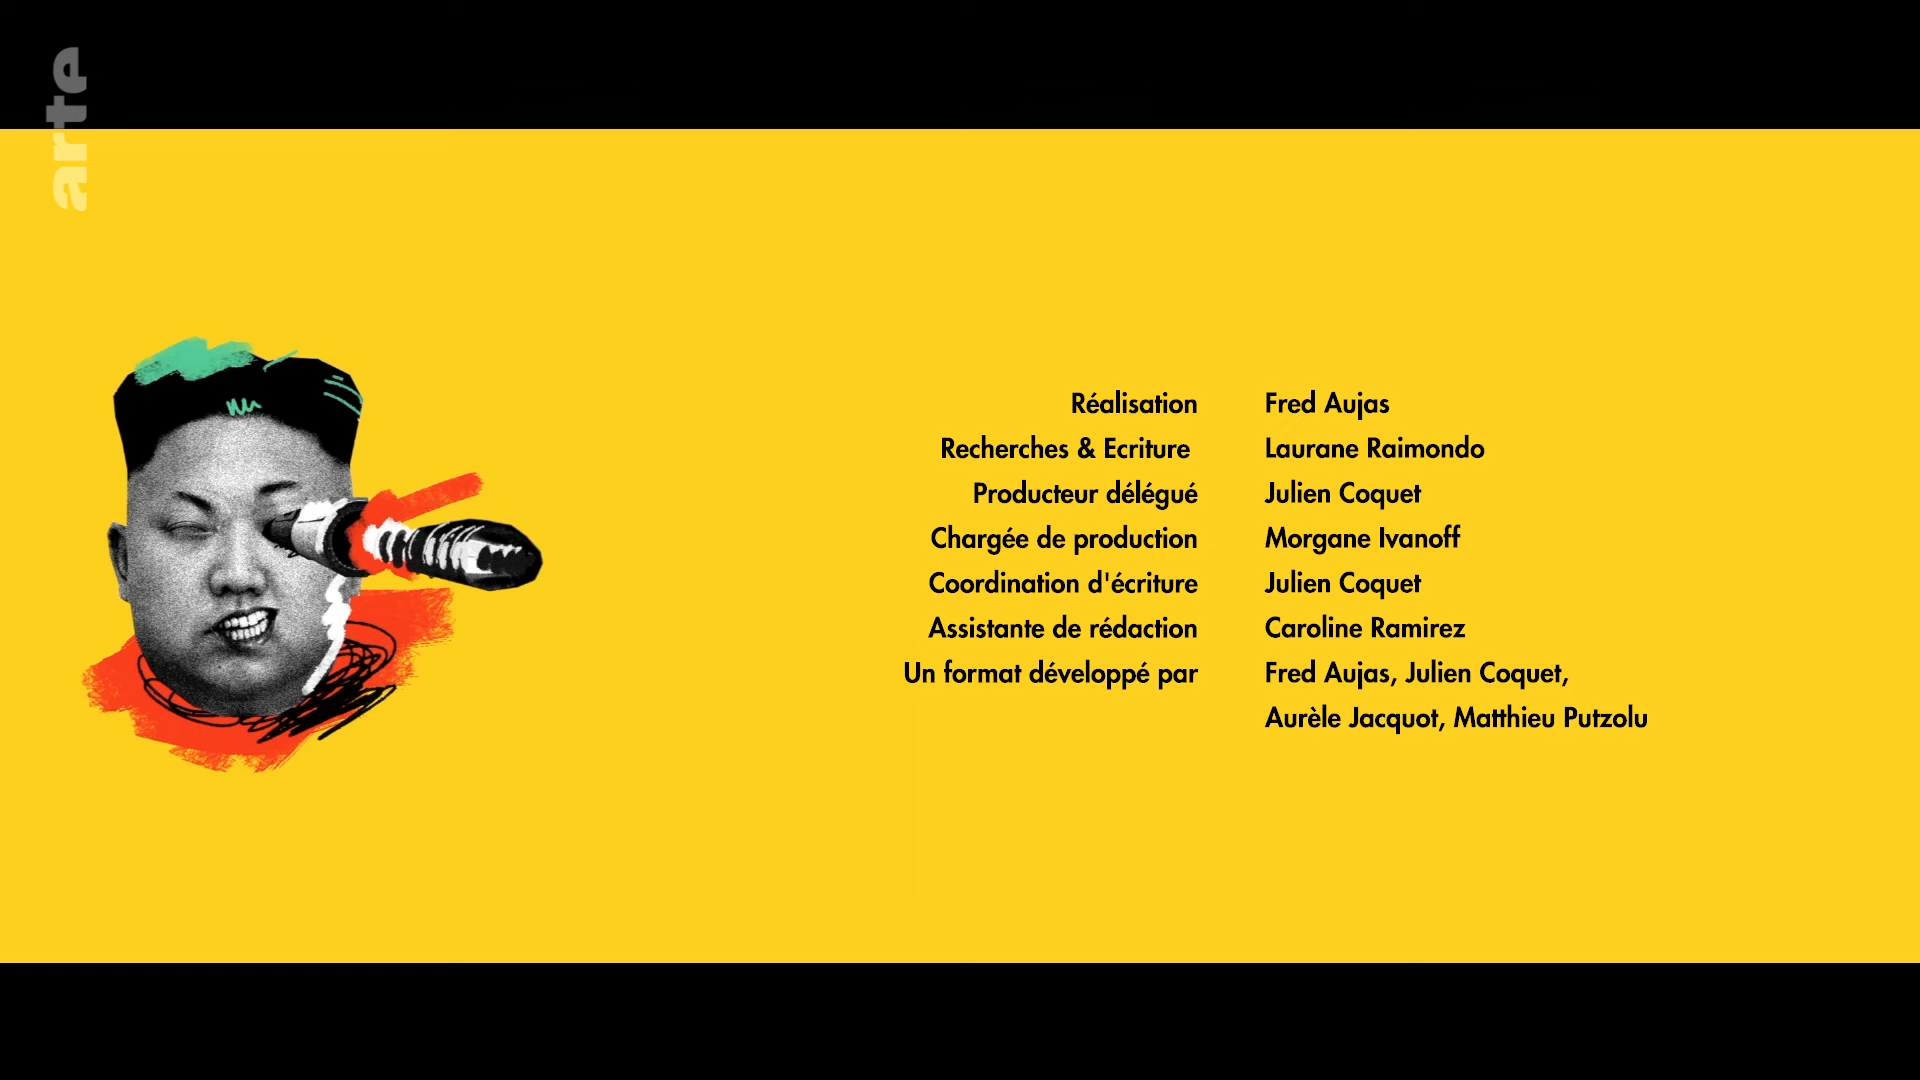 arte
Réalisation Fred Aujas
Recherches & Ecriture Laurane Raimondo
Producteur délégué Julien Coquet
Chargée de production Morgane Ivanoff
Coordination d'écriture Julien Coquet
Assistante de rédaction Caroline Ramirez
Un format développé par Fred Aujas, Julien Coquet,
Aurèle Jacquot, Matthieu Putzolu